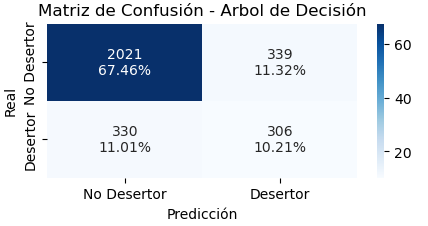 Matriz de Confusión - Arbol de Decisión
Real
No Desertor
Desertor
2021
67.46%
339
11.32%
330
11.01%
306
10.21%
No Desertor
Desertor
Predicción
60
40
20